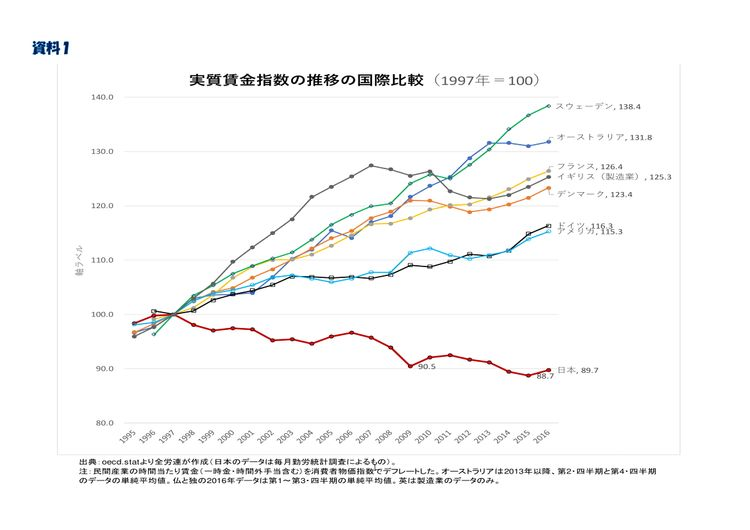 資料1
実質賃金指数の推移の国際比較（1997年＝100）
140.0
130.0
120.0
110.0
100.0
90.0
80.0
軸ラベル
スウェーデン, 138.4
オーストラリア, 131.8
フランス, 126.4
イギリス（製造業）, 125.3
デンマーク, 123.4
ドイツ, 116.3
アメリカ, 115.3
日本, 89.7
90.5
88.7
1995 1996 1997 1998 1999 2000 2001 2002 2003 2004 2005 2006 2007 2008 2009 2010 2011 2012 2013 2014 2015 2016
出典：oecd.statより全労連が作成（日本のデータは毎月勤労統計調査によるもの）。
注：民間産業の時間当たり賃金（一時金・時間外手当含む）を消費者物価指数でデフレートした。オーストラリアは2013年以降、第2・四半期と第4・四半期
のデータの単純平均値。仏と独の2016年データは第1～第3・四半期の単純平均値。英は製造業のデータのみ。